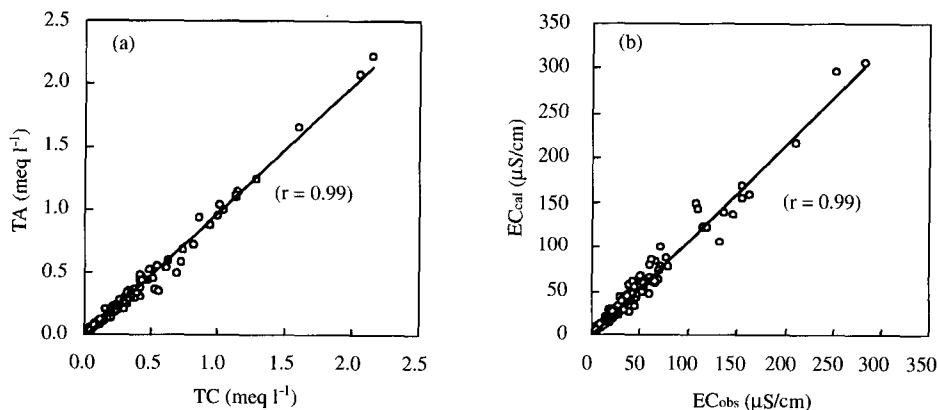 (a)
2.5
2.0
1.5
1.0
0.5
0.0
TA (meq l⁻¹)
(r = 0.99)
0.0 0.5 1.0 1.5 2.0 2.5
TC (meq l⁻¹)
(b)
350
300
250
200
150
100
50
0
ECcal (μS/cm)
(r = 0.99)
0 50 100 150 200 250 300 350
ECobs (μS/cm)